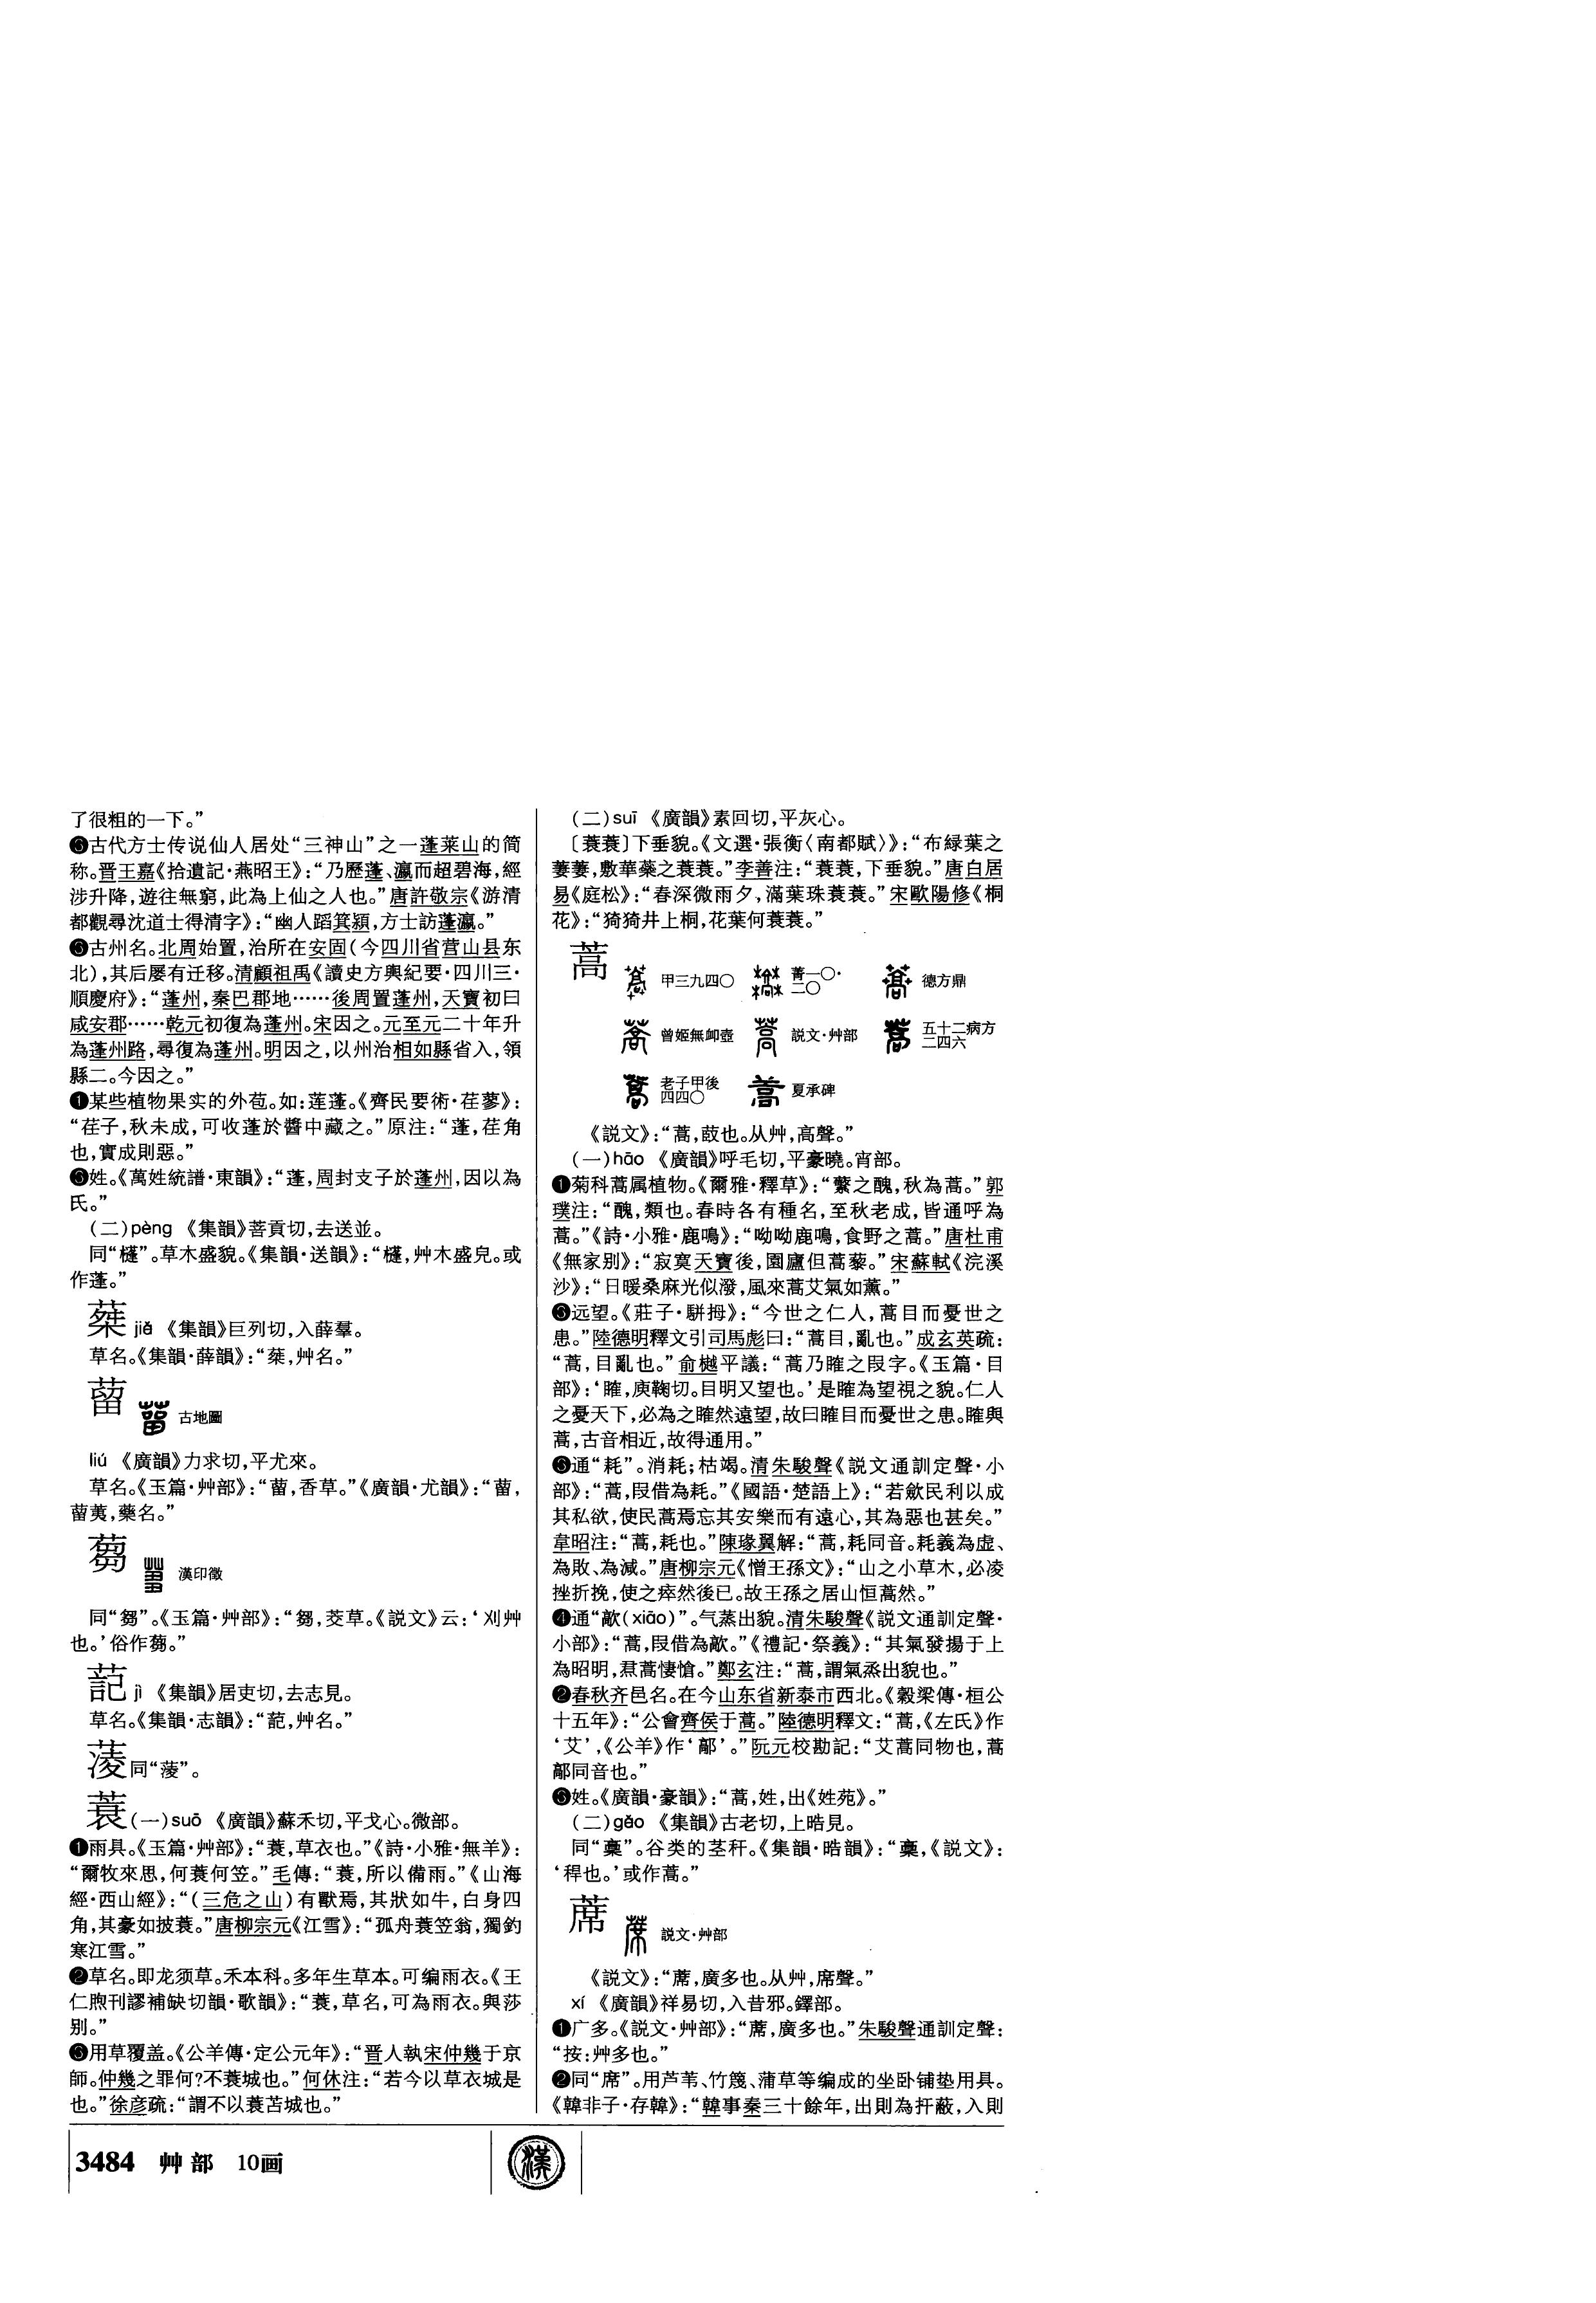 了很粗的一下。”
❻古代方士传说仙人居处“三神山”之一蓬莱山的简
称。晋王嘉《拾遺記·燕昭王》：“乃歷蓬、瀛而超碧海，經
涉升降，遊往無窮，此為上仙之人也。”唐許敬宗《游清
都觀尋沈道士得清字》：“幽人蹈箕潁，方士訪蓬瀛。”
❸古州名。北周始置，治所在安固（今四川省营山县东
北），其后屡有迁移。清顧祖禹《讀史方輿紀要·四川三·
順慶府》：“蓬州，秦巴郡地……後周置蓬州，天寶初曰
咸安郡……乾元初復為蓬州。宋因之。元至元二十年升
為蓬州路，尋復為蓬州。明因之，以州治相如縣省入，領
縣二。今因之。”
❶某些植物果实的外苞。如：莲蓬。《齊民要術·荏蓼》：
“荏子，秋未成，可收蓬於醬中藏之。”原注：“蓬，荏角
也，實成則惡。”
❸姓。《萬姓統譜·東韻》：“蓬，周封支子於蓬州，因以為
氏。”
（二）pèng 《集韻》菩貢切，去送並。
同“槿”。草木盛貌。《集韻·送韻》：“，艸木盛皃。或
作蓬。”
蒅 jiǎ 《集韻》巨列切，入薛羣。
草名。《集韻·薛韻》：“，艸名。”
蒥 古地圖
liú 《廣韻》力求切，平尤來。
草名。《玉篇·艸部》：“蒥，香草。”《廣韻·尤韻》：“蒥，
蒥荑，藥名。”
蒭 漢印徵
同“芻”。《玉篇·艸部》：“芻，茭草。《説文》云：‘刈艸
也。’俗作蒭。”
𦮼 jì 《集韻》居吏切，去志見。
草名。《集韻·志韻》：“，艸名。”
蔆同“菱”。
蓑（一）suō 《廣韻》蘇禾切，平戈心。微部。
❶雨具。《玉篇·艸部》：“蓑，草衣也。”《詩·小雅·無羊》：
“爾牧來思，何蓑何笠。”毛傳：“蓑，所以備雨。”《山海
經·西山經》：“（三危之山）有獸焉，其狀如牛，白身四
角，其豪如披蓑。”唐柳宗元《江雪》：“孤舟蓑笠翁，獨釣
寒江雪。”
❷草名。即龙须草。禾本科。多年生草本。可编雨衣。《王
仁煦刊謬補缺切韻·歌韻》：“蓑，草名，可為雨衣。與莎
别。”
❸用草覆盖。《公羊傳·定公元年》：“晋人執宋仲幾于京
師。仲幾之罪何?不蓑城也。”何休注：“若今以草衣城是
也。”徐彦疏：“謂不以蓑苫城也。”
（二）suī 《廣韻》素回切，平灰心。
〔蓑蓑〕下垂貌。《文選·張衡〈南都賦〉》：“布緑葉之
萋萋，敷華蘂之蓑蓑。”李善注：“蓑蓑，下垂貌。”唐白居
易《庭松》：“春深微雨夕，滿葉珠蓑蓑。”宋歐陽修《桐
花》：“猗猗井上桐，花葉何蓑蓑。”
蒿 甲三九四〇 菁一〇·二〇 德方鼎
曾姬無卹壺 説文·艸部 五十二病方二四六
老子甲後四四〇 夏承碑
《説文》：“蒿，菣也。从艸，高聲。”
（一）hāo 《廣韻》呼毛切，平豪曉。宵部。
❶菊科蒿属植物。《爾雅·釋草》：“蘩之醜，秋為蒿。”郭
璞注：“醜，類也。春時各有種名，至秋老成，皆通呼為
蒿。”《詩·小雅·鹿鳴》：“呦呦鹿鳴，食野之蒿。”唐杜甫
《無家别》：“寂寞天寶後，園廬但蒿藜。”宋蘇軾《浣溪
沙》：“日暖桑麻光似潑，風來蒿艾氣如薰。”
❸远望。《莊子·駢拇》：“今世之仁人，蒿目而憂世之
患。”陸德明釋文引司馬彪曰：“蒿目，亂也。”成玄英疏：
“蒿，目亂也。”俞樾平議：“蒿乃睢之叚字。《玉篇·目
部》：‘睢，庾鞠切。目明又望也。’是睢為望視之貌。仁人
之憂天下，必為之睢然遠望，故曰睢目而憂世之患。睢與
蒿，古音相近，故得通用。”
❸通“耗”。消耗；枯竭。清朱駿聲《説文通訓定聲·小
部》：“蒿，叚借為耗。”《國語·楚語上》：“若斂民利以成
其私欲，使民蒿焉忘其安樂而有遠心，其為惡也甚矣。”
韋昭注：“蒿，耗也。”陳瑑翼解：“蒿，耗同音。耗義為虚、
為敗、為減。”唐柳宗元《憎王孫文》：“山之小草木，必凌
挫折挽，使之瘁然後已。故王孫之居山恒蒿然。”
❹通“歊（xiāo）”。气蒸出貌。清朱駿聲《説文通訓定聲·
小部》：“蒿，叚借為歊。”《禮記·祭義》：“其氣發揚于上
為昭明，焄蒿悽愴。”鄭玄注：“蒿，謂氣烝出貌也。”
❷春秋齐邑名。在今山东省新泰市西北。《穀梁傳·桓公
十五年》：“公會齊侯于蒿。”陸德明釋文：“蒿，《左氏》作
‘艾’，《公羊》作‘鄗’。”阮元校勘記：“艾蒿同物也，蒿
鄗同音也。”
❸姓。《廣韻·豪韻》：“蒿，姓，出《姓苑》。”
（二）gǎo 《集韻》古老切，上晧見。
同“稾”。谷类的茎秆。《集韻·晧韻》：“稾，《説文》：
‘稈也。’或作蒿。”
蓆 説文·艸部
《説文》：“蓆，廣多也。从艸，席聲。”
xí 《廣韻》祥易切，入昔邪。鐸部。
❶广多。《説文·艸部》：“蓆，廣多也。”朱駿聲通訓定聲：
“按：艸多也。”
❷同“席”。用芦苇、竹篾、蒲草等编成的坐卧铺垫用具。
《韓非子·存韓》：“韓事秦三十餘年，出則為扞蔽，入則
3484 艸部 10画
漢